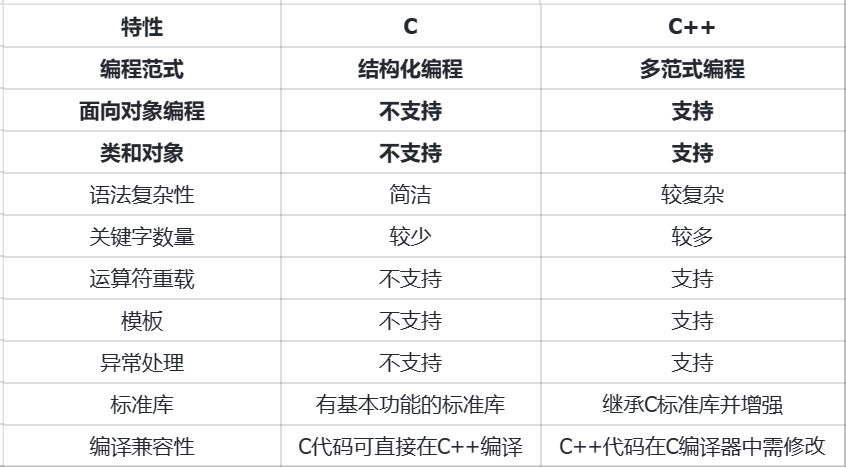 特性 C C++
编程范式 结构化编程 多范式编程
面向对象编程 不支持 支持
类和对象 不支持 支持
语法复杂性 简洁 较复杂
关键字数量 较少 较多
运算符重载 不支持 支持
模板 不支持 支持
异常处理 不支持 支持
标准库 有基本功能的标准库 继承C标准库并增强
编译兼容性 C代码可直接在C++编译 C++代码在C编译器中需修改